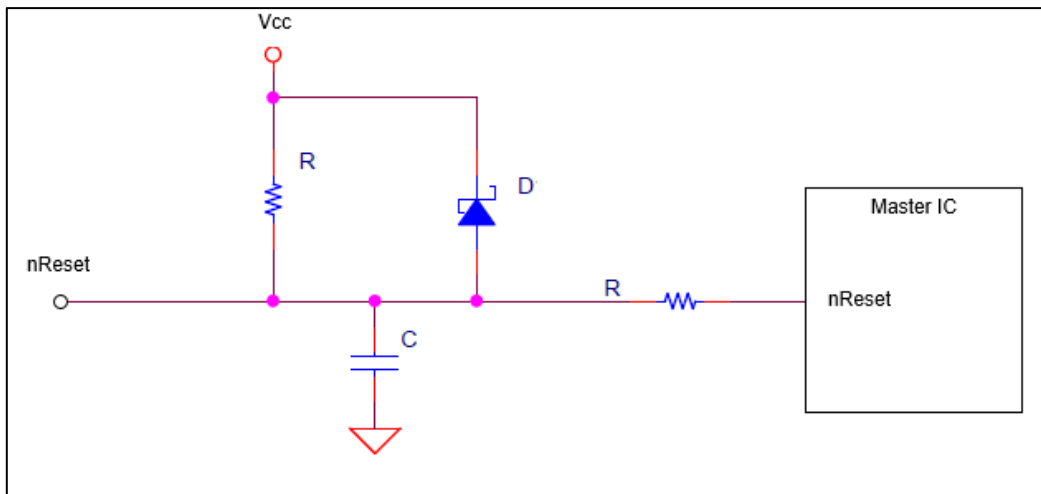 Vcc
R
D'
Master IC
nReset
R
nReset
C